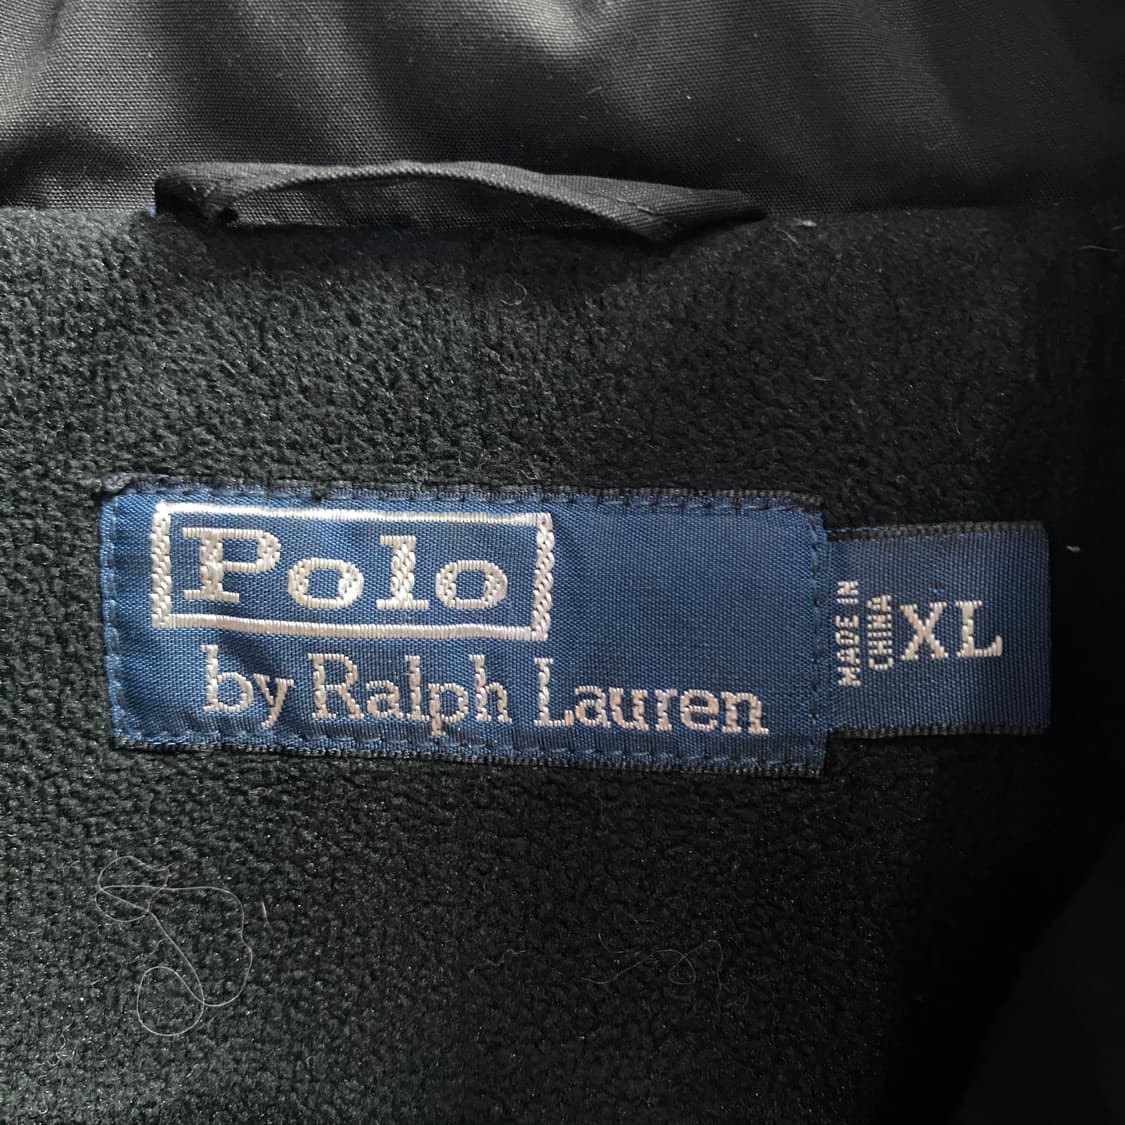 Polo
by Ralph Lauren
MADE IN
CHINA
XL